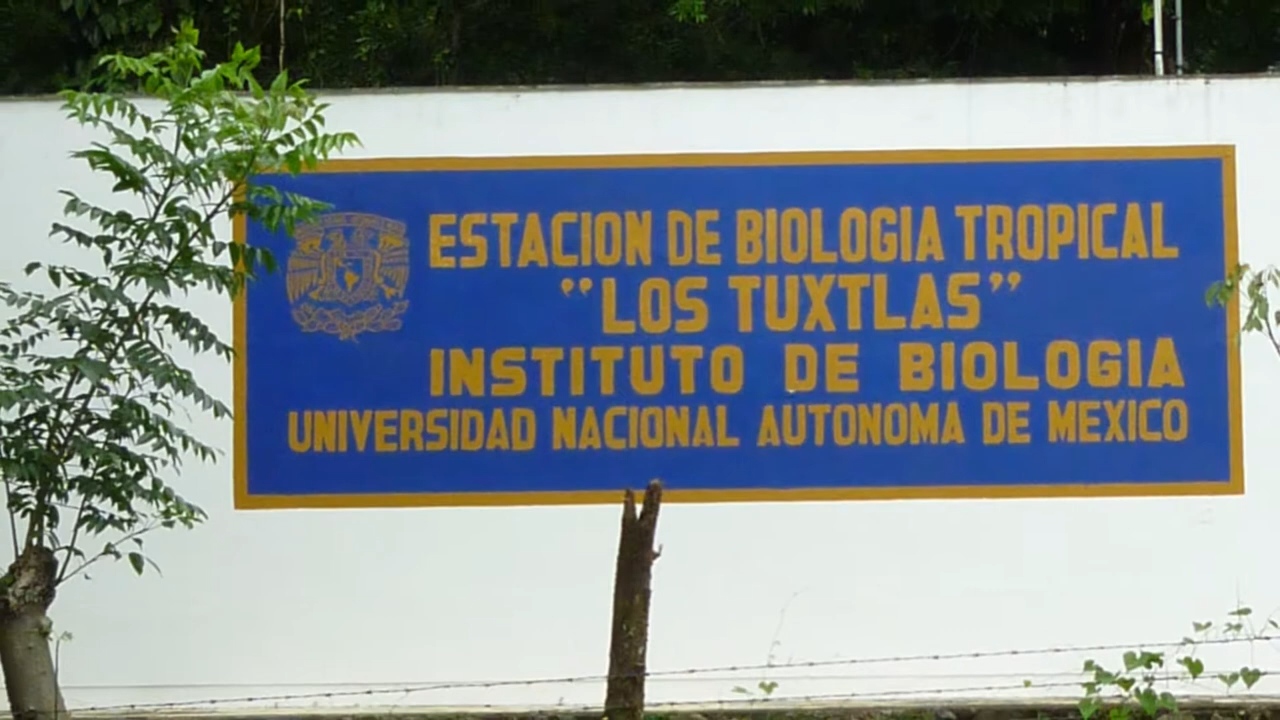 ESTACION DE BIOLOGIA TROPICAL
"LOS TUXTLAS"
INSTITUTO DE BIOLOGIA
UNIVERSIDAD NACIONAL AUTONOMA DE MEXICO